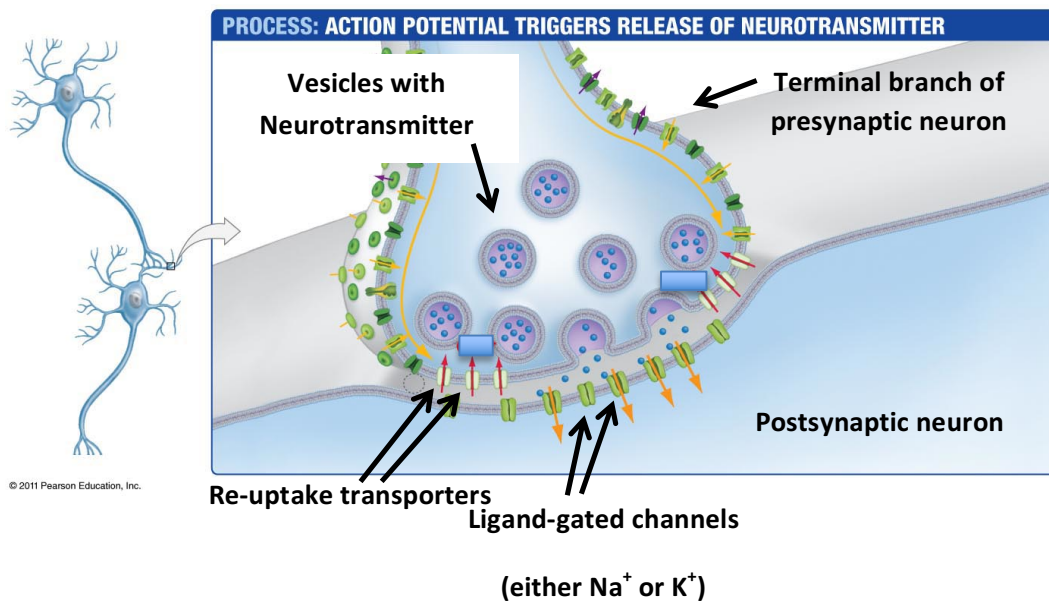 PROCESS: ACTION POTENTIAL TRIGGERS RELEASE OF NEUROTRANSMITTER
Vesicles with
Neurotransmitter
Terminal branch of
presynaptic neuron
Postsynaptic neuron
© 2011 Pearson Education, Inc.
Re-uptake transporters
Ligand-gated channels
(either Na⁺ or K⁺)